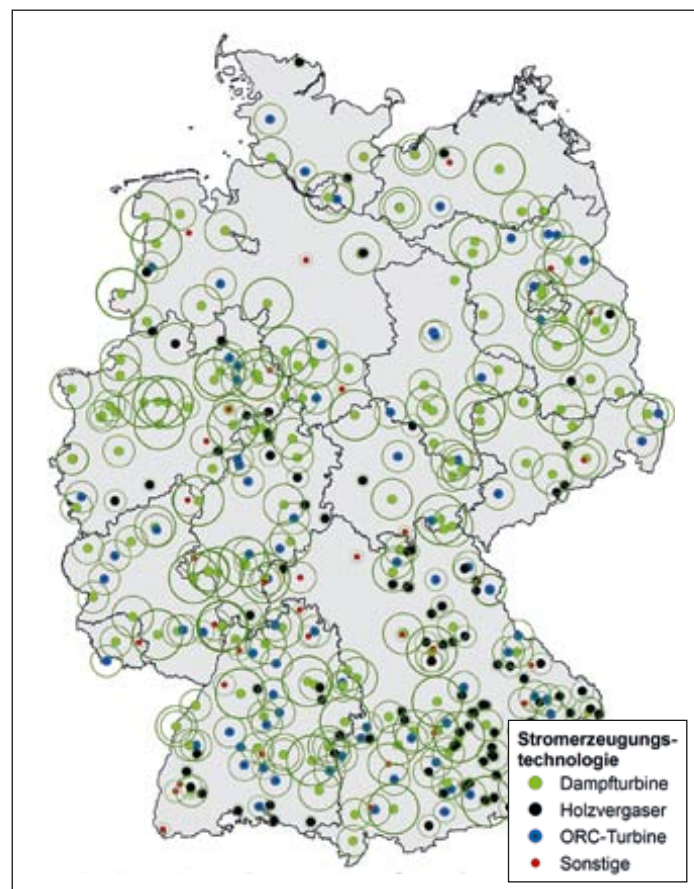 Stromerzeugungs-
technologie
Dampfturbine
Holzvergaser
ORC-Turbine
Sonstige